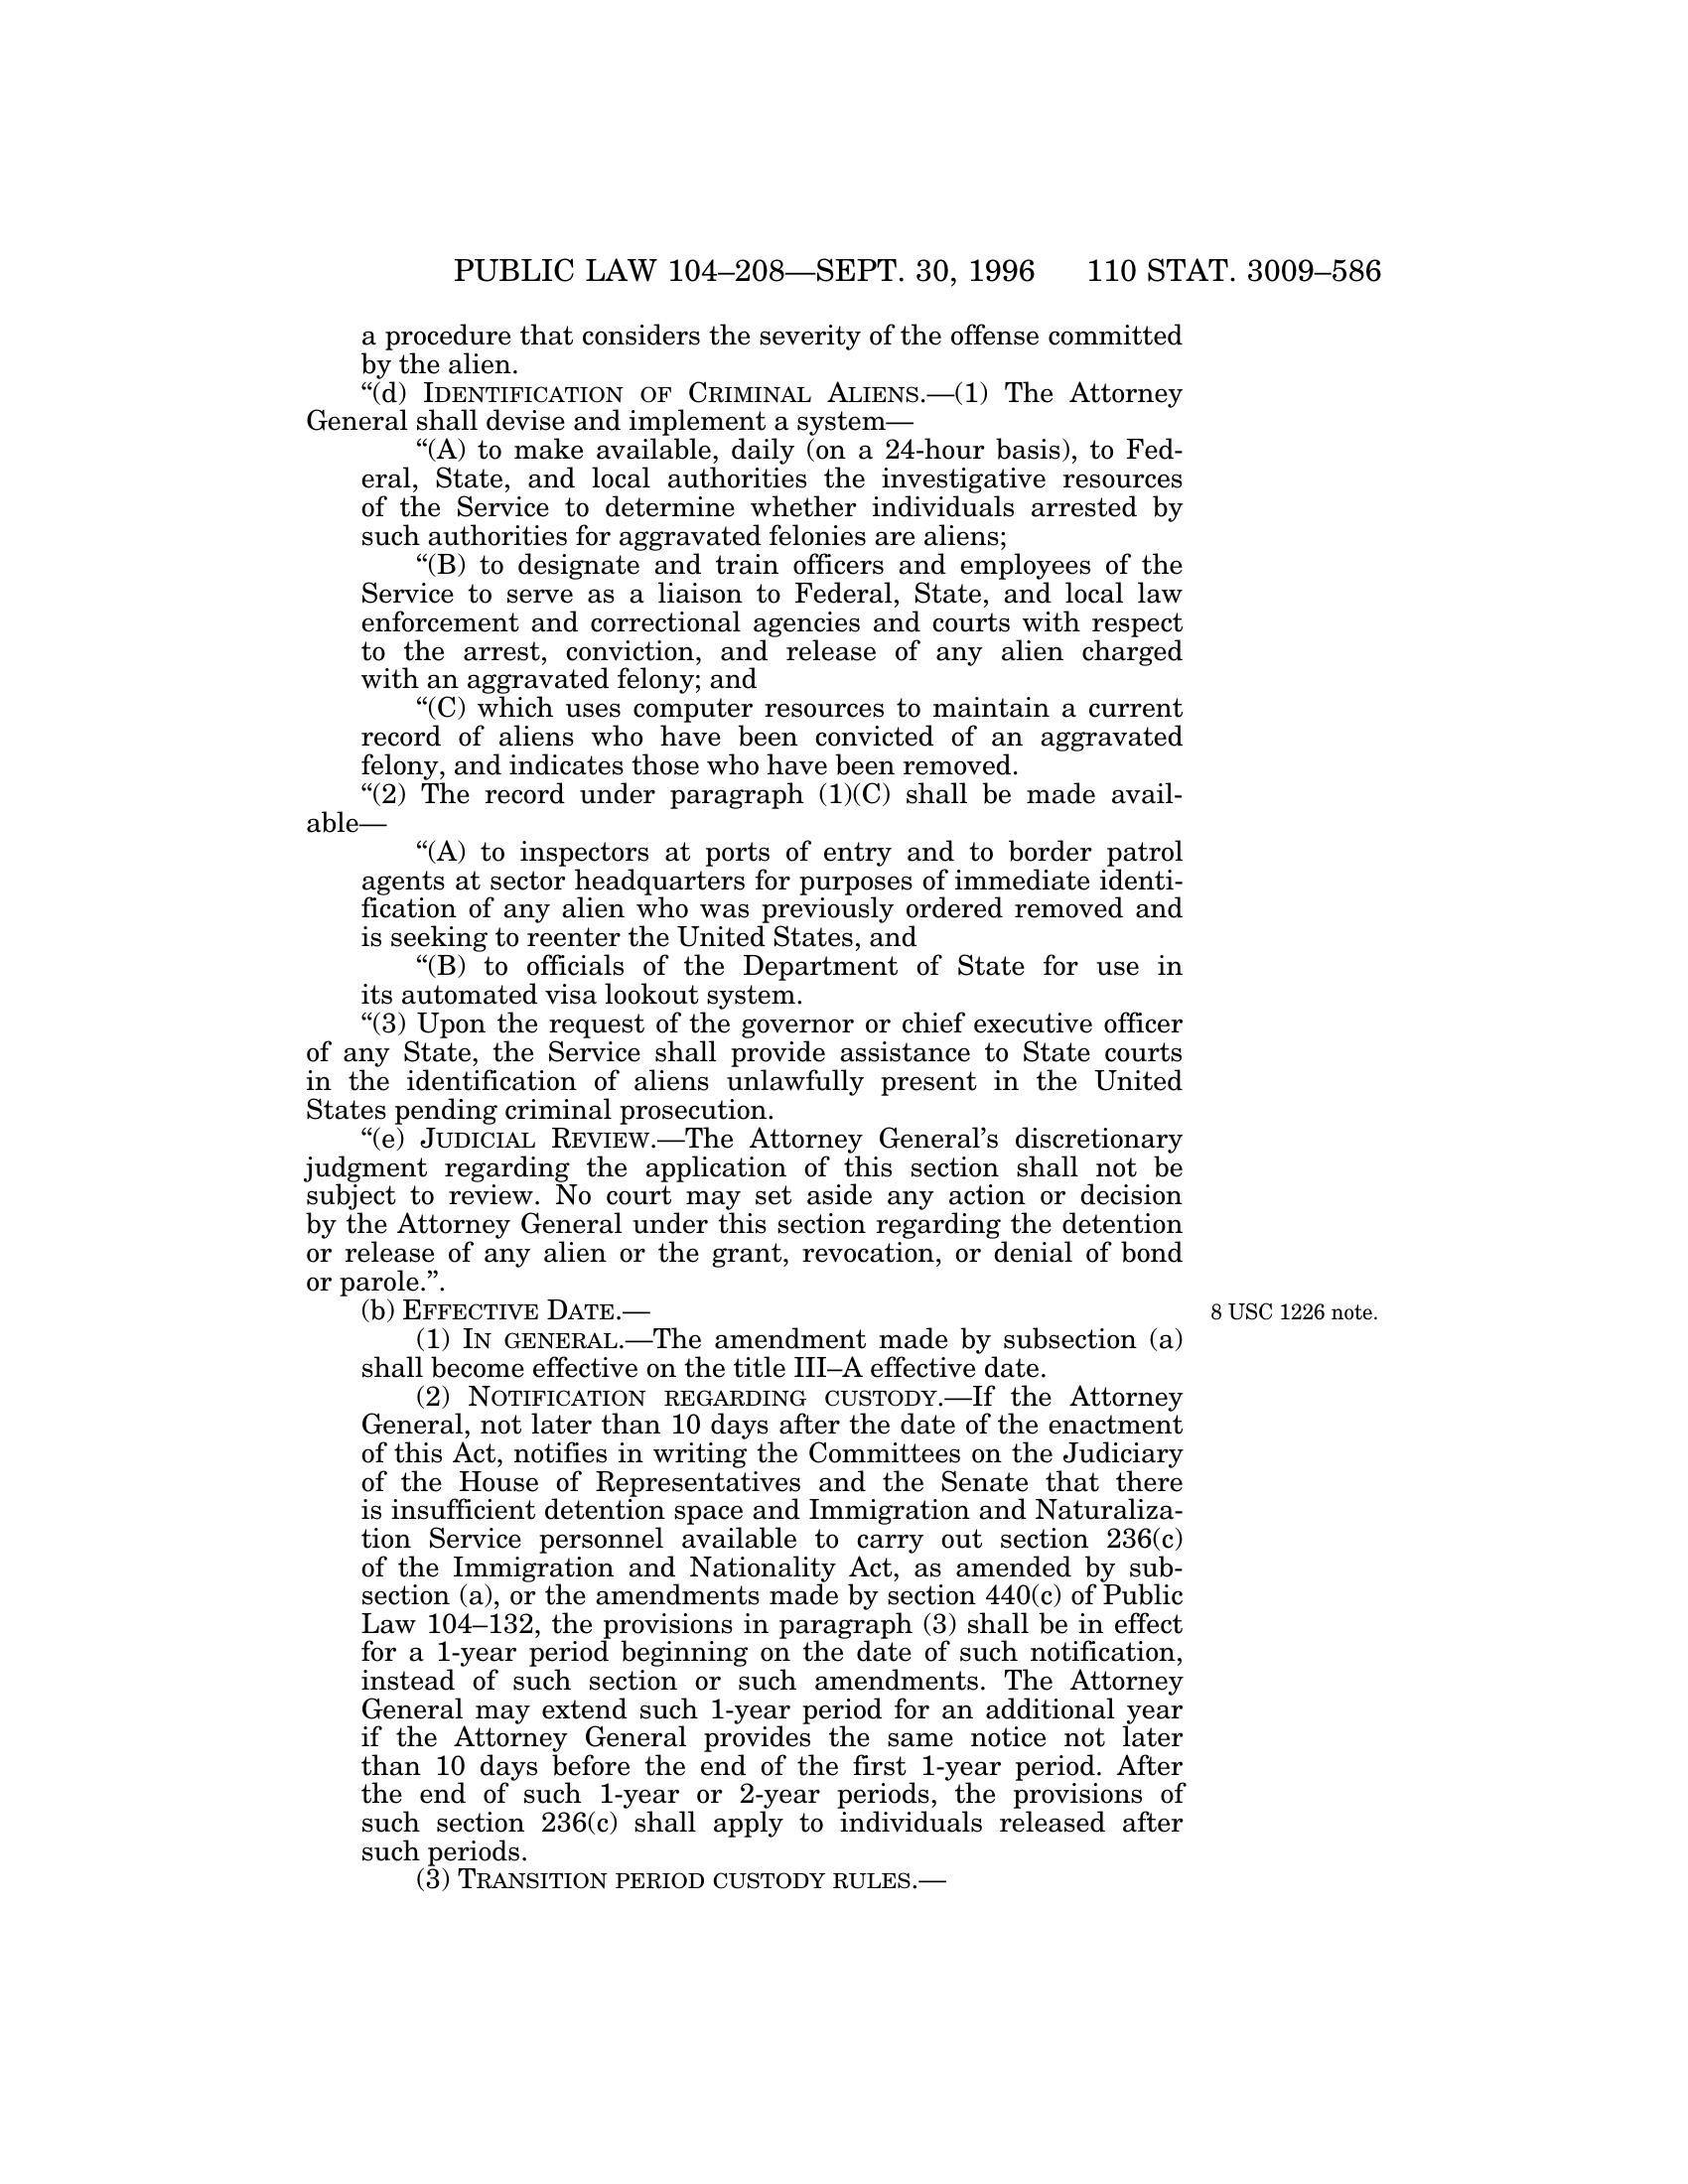 PUBLIC LAW 104–208—SEPT. 30, 1996 110 STAT. 3009–586
a procedure that considers the severity of the offense committed
by the alien.
“(d) IDENTIFICATION OF CRIMINAL ALIENS.—(1) The Attorney
General shall devise and implement a system—
“(A) to make available, daily (on a 24-hour basis), to Fed-
eral, State, and local authorities the investigative resources
of the Service to determine whether individuals arrested by
such authorities for aggravated felonies are aliens;
“(B) to designate and train officers and employees of the
Service to serve as a liaison to Federal, State, and local law
enforcement and correctional agencies and courts with respect
to the arrest, conviction, and release of any alien charged
with an aggravated felony; and
“(C) which uses computer resources to maintain a current
record of aliens who have been convicted of an aggravated
felony, and indicates those who have been removed.
“(2) The record under paragraph (1)(C) shall be made avail-
able—
“(A) to inspectors at ports of entry and to border patrol
agents at sector headquarters for purposes of immediate identi-
fication of any alien who was previously ordered removed and
is seeking to reenter the United States, and
“(B) to officials of the Department of State for use in
its automated visa lookout system.
“(3) Upon the request of the governor or chief executive officer
of any State, the Service shall provide assistance to State courts
in the identification of aliens unlawfully present in the United
States pending criminal prosecution.
“(e) JUDICIAL REVIEW.—The Attorney General’s discretionary
judgment regarding the application of this section shall not be
subject to review. No court may set aside any action or decision
by the Attorney General under this section regarding the detention
or release of any alien or the grant, revocation, or denial of bond
or parole.”.
(b) EFFECTIVE DATE.—
8 USC 1226 note.
(1) IN GENERAL.—The amendment made by subsection (a)
shall become effective on the title III–A effective date.
(2) NOTIFICATION REGARDING CUSTODY.—If the Attorney
General, not later than 10 days after the date of the enactment
of this Act, notifies in writing the Committees on the Judiciary
of the House of Representatives and the Senate that there
is insufficient detention space and Immigration and Naturaliza-
tion Service personnel available to carry out section 236(c)
of the Immigration and Nationality Act, as amended by sub-
section (a), or the amendments made by section 440(c) of Public
Law 104–132, the provisions in paragraph (3) shall be in effect
for a 1-year period beginning on the date of such notification,
instead of such section or such amendments. The Attorney
General may extend such 1-year period for an additional year
if the Attorney General provides the same notice not later
than 10 days before the end of the first 1-year period. After
the end of such 1-year or 2-year periods, the provisions of
such section 236(c) shall apply to individuals released after
such periods.
(3) TRANSITION PERIOD CUSTODY RULES.—